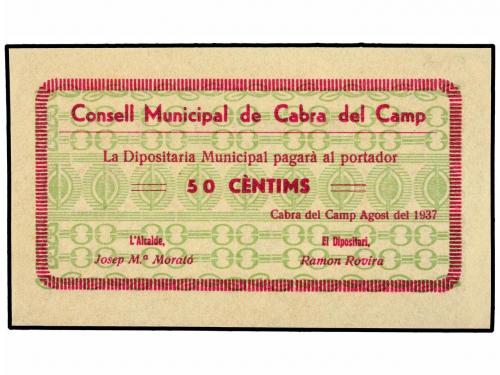 Consell Municipal de Cabra del Camp
La Dipositaria Municipal pagarà al portador
50 CÈNTIMS
Cabra del Camp Agost del 1937
L'Alcalde, El Dipositari,
Josep M.ª Morató Ramon Rovira